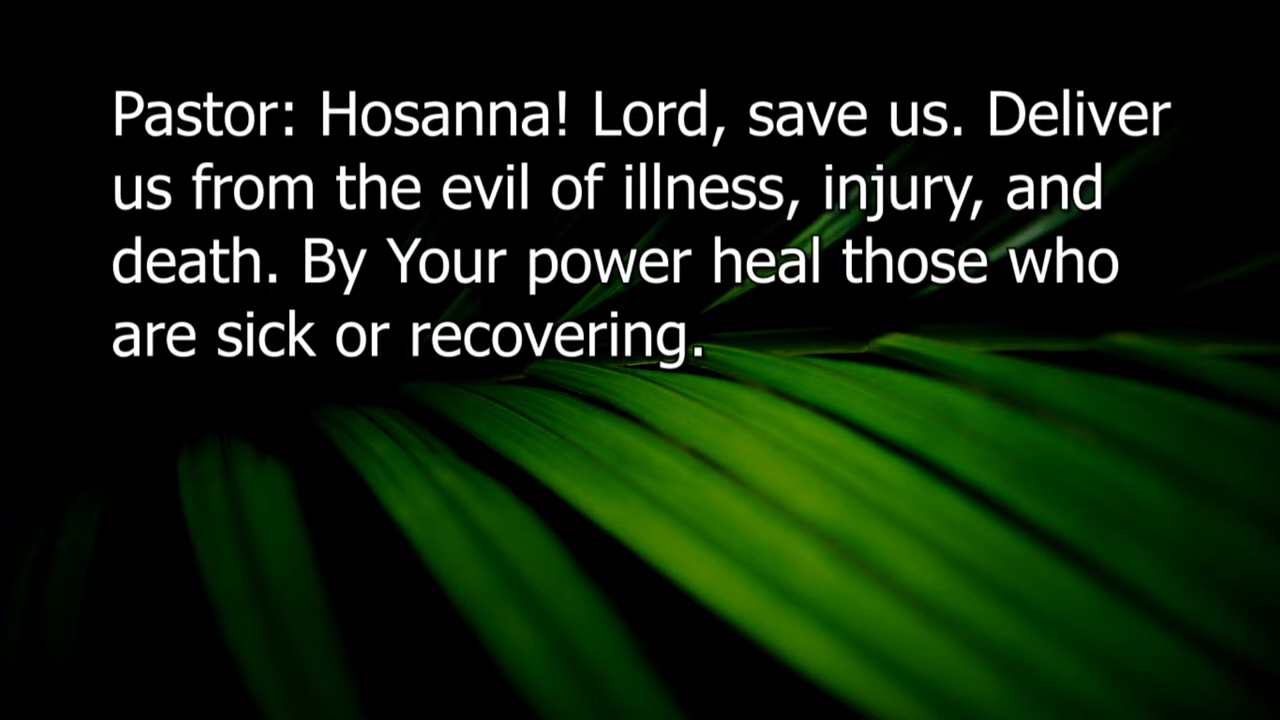 Pastor: Hosanna! Lord, save us. Deliver
us from the evil of illness, injury, and
death. By Your power heal those who
are sick or recovering.